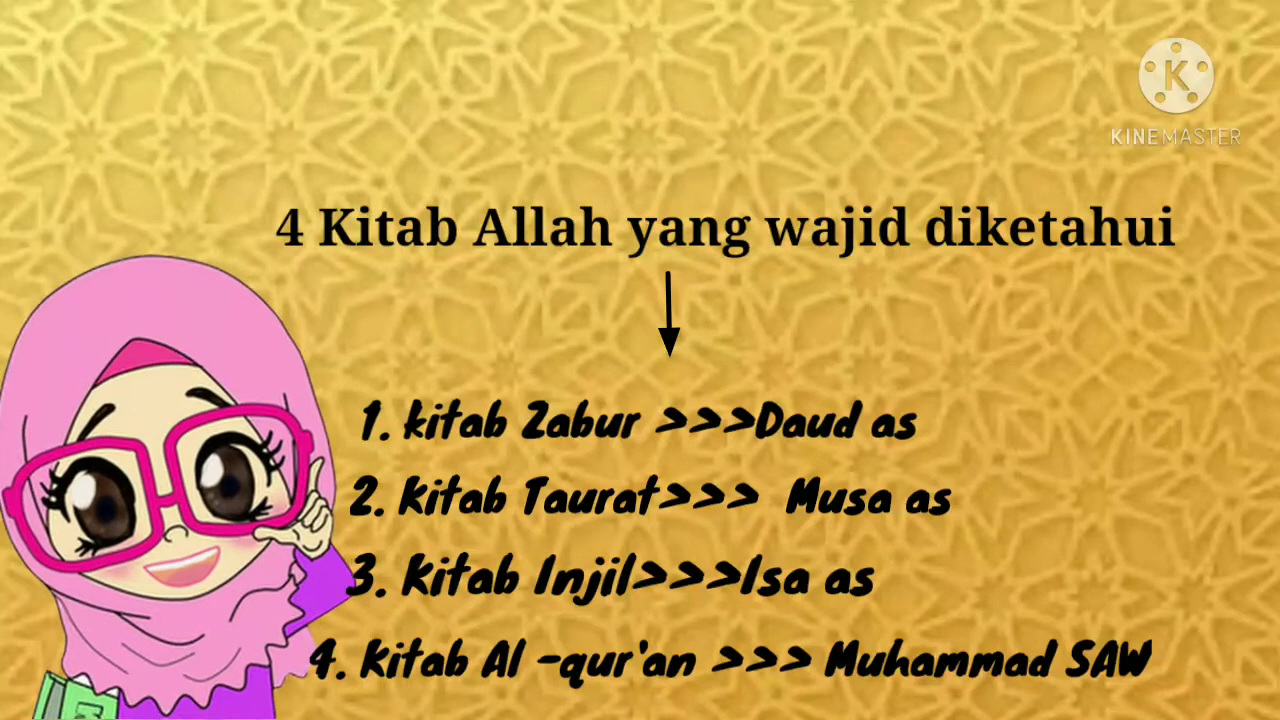 KINEMASTER
4 Kitab Allah yang wajid diketahui
1. kitab Zabur >>>Daud as
2. Kitab Taurat>>> Musa as
3. Kitab Injil>>>Isa as
4. Kitab Al -qur'an >>> Muhammad SAW